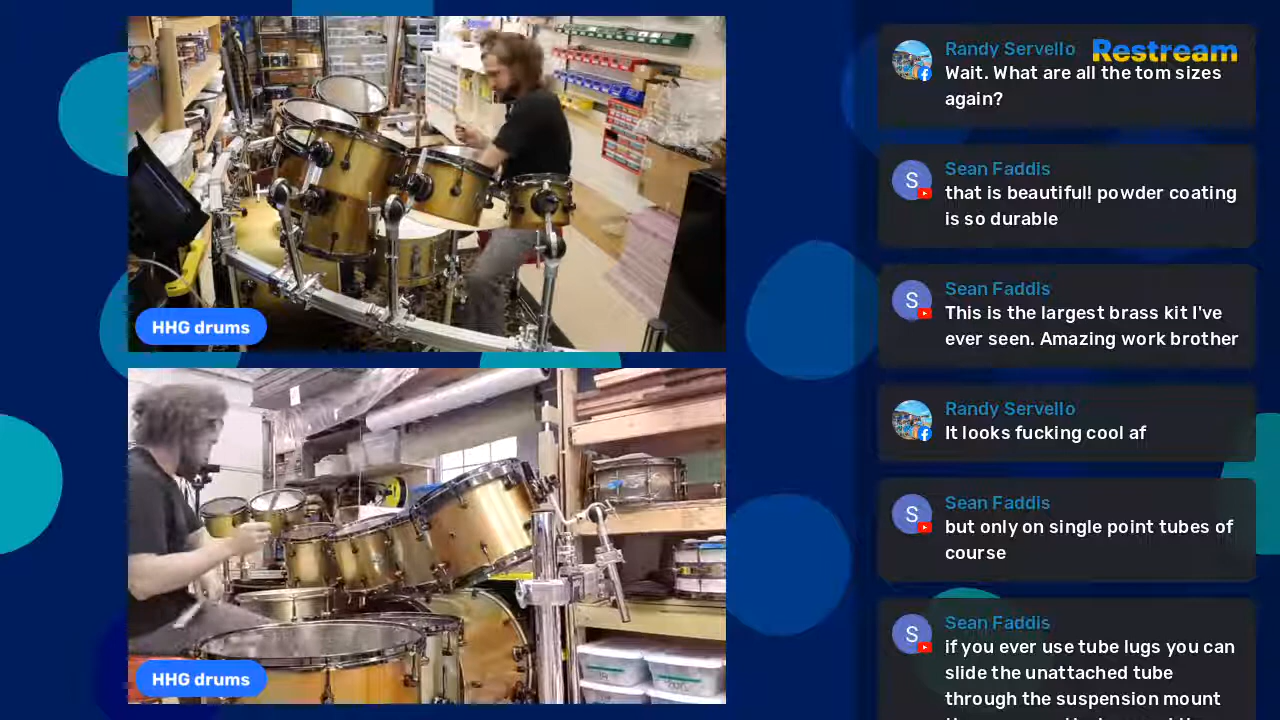 HHG drums
HHG drums
Restream
Randy Servello
Wait. What are all the tom sizes
again?
Sean Faddis
that is beautiful! powder coating
is so durable
Sean Faddis
This is the largest brass kit I've
ever seen. Amazing work brother
Randy Servello
It looks fucking cool af
Sean Faddis
but only on single point tubes of
course
Sean Faddis
if you ever use tube lugs you can
slide the unattached tube
through the suspension mount